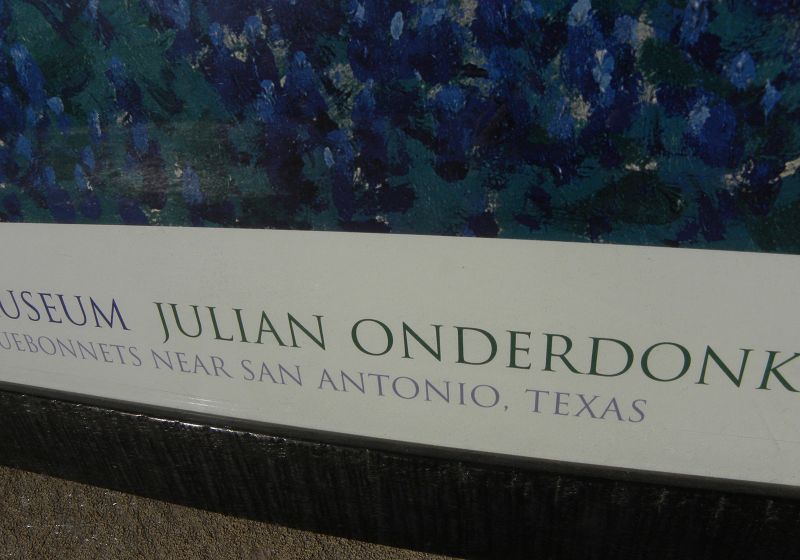 USEUM JULIAN ONDERDONK
UEBONNETS NEAR SAN ANTONIO, TEXAS